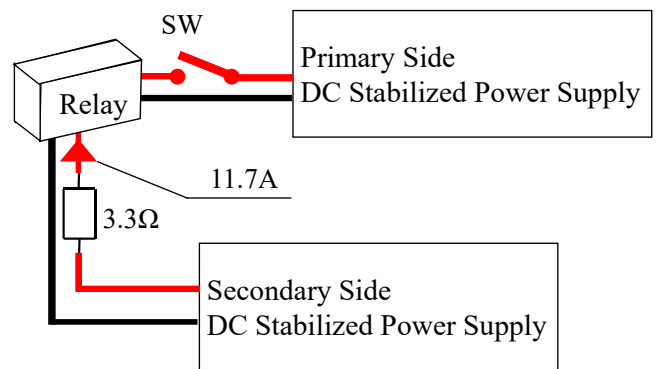 SW
Primary Side
DC Stabilized Power Supply
Relay
11.7A
3.3Ω
Secondary Side
DC Stabilized Power Supply